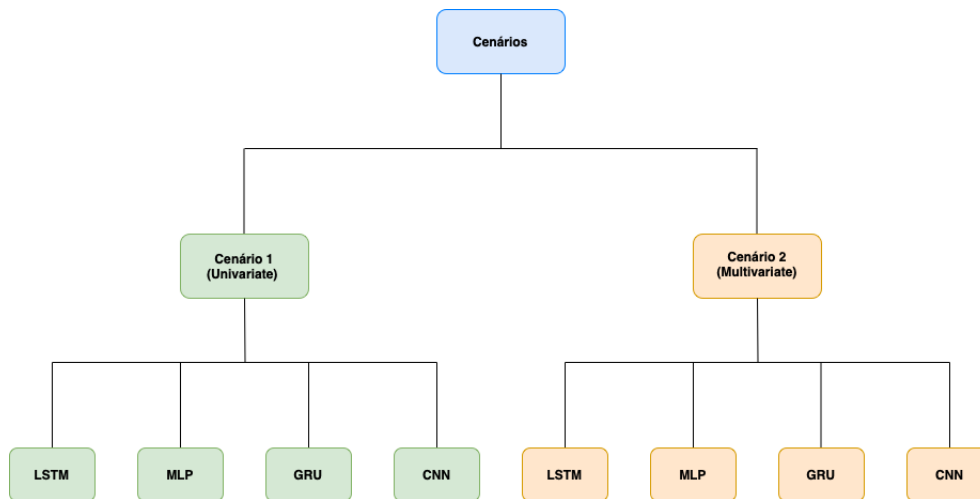 Cenários
Cenário 1
(Univariate)
Cenário 2
(Multivariate)
LSTM
MLP
GRU
CNN
LSTM
MLP
GRU
CNN